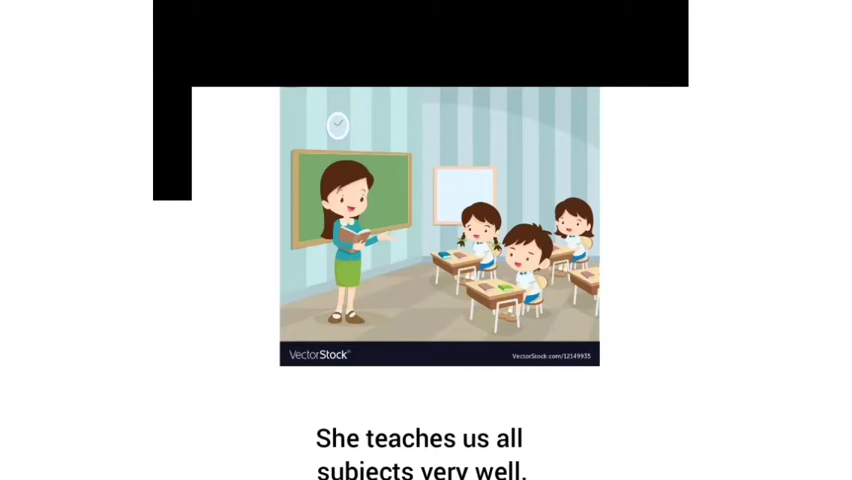 VectorStock®
VectorStock.com/12149935
She teaches us all
subjects very well.